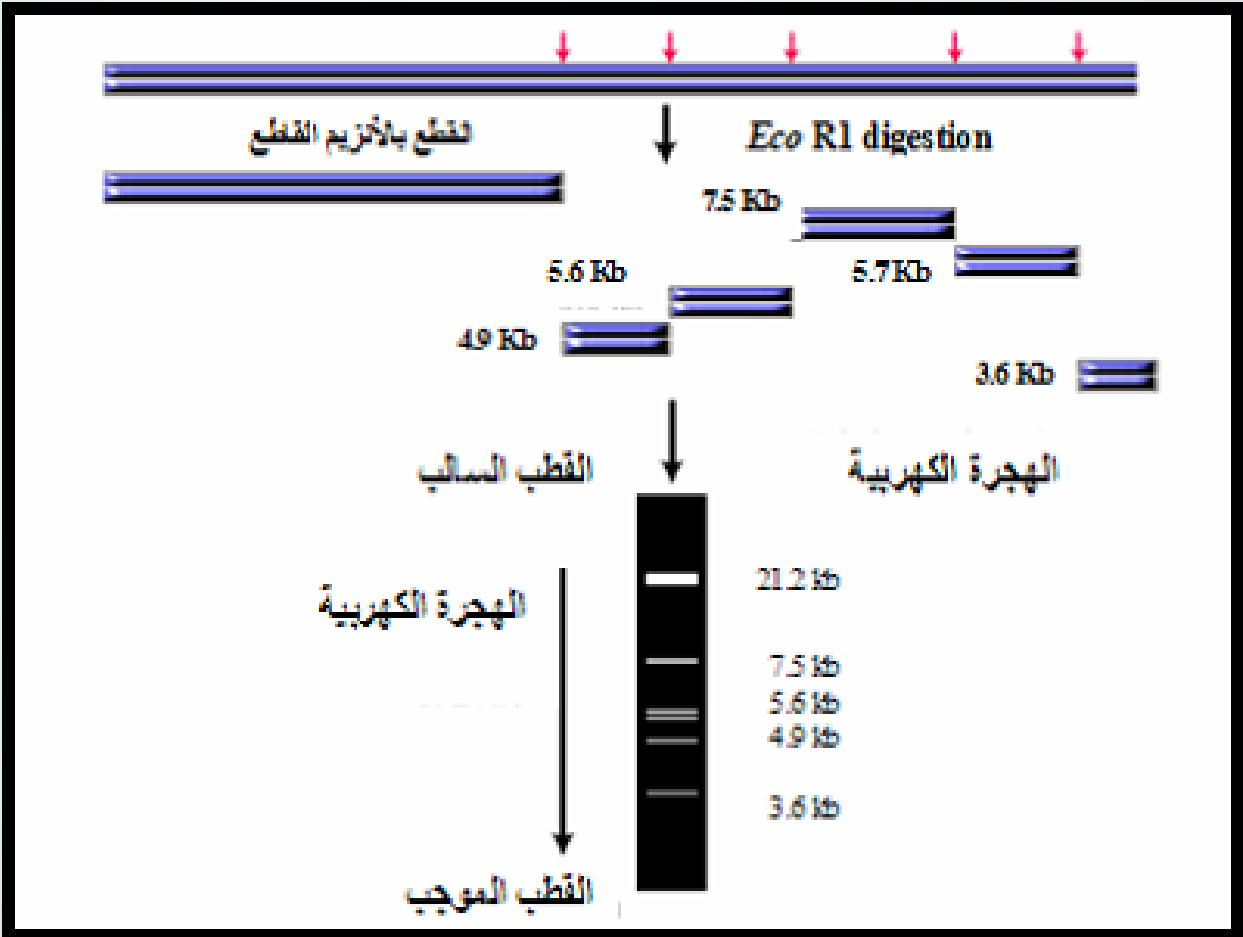 القطع بالأنزيم القاطع
Eco R1 digestion
7.5 Kb
5.6 Kb
5.7 Kb
4.9 Kb
3.6 Kb
القطب السالب
الهجرة الكهربية
21.2 kb
الهجرة الكهربية
7.5 kb
5.6 kb
4.9 kb
3.6 kb
القطب الموجب